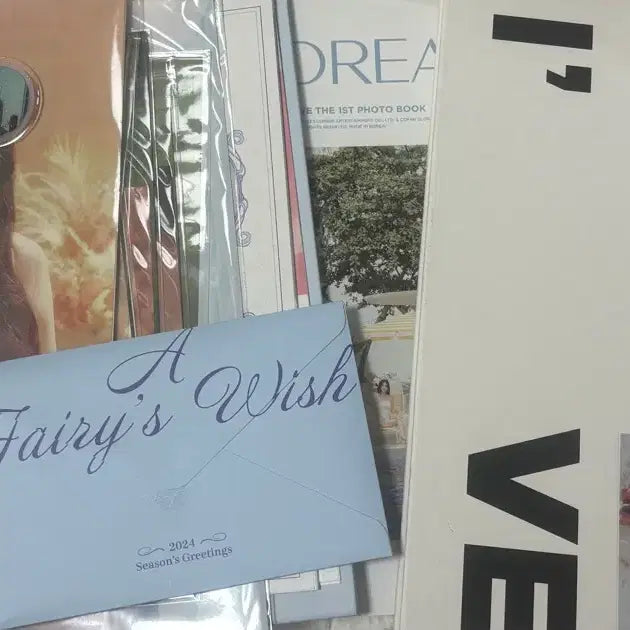 DREA
VE THE 1ST PHOTO BOOK
I'
VE
A
Fairy's Wish
2024
Season's Greetings